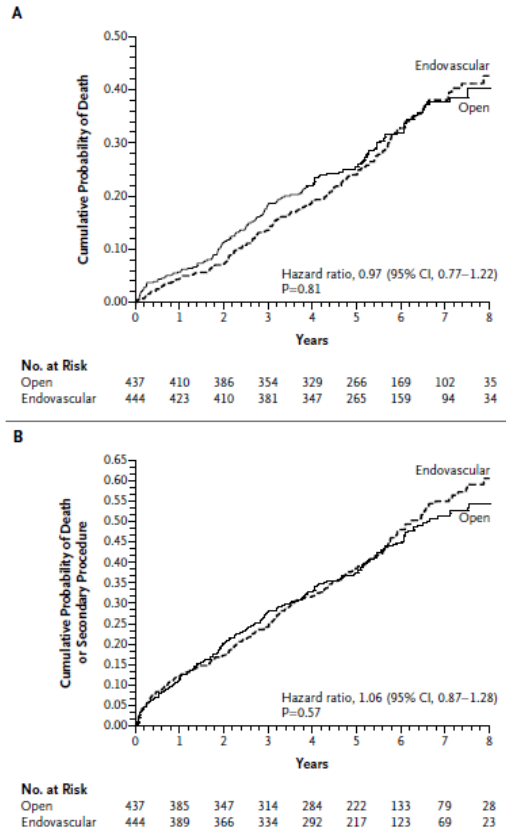 A
0.50
0.40
0.30
0.20
0.10
0.00
Cumulative Probability of Death
Endovascular
Open
Hazard ratio, 0.97 (95% CI, 0.77–1.22)
P=0.81
0 1 2 3 4 5 6 7 8
Years
No. at Risk
Open 437 410 386 354 329 266 169 102 35
Endovascular 444 423 410 381 347 265 159 94 34
B
0.65
0.60
0.55
0.50
0.45
0.40
0.35
0.30
0.25
0.20
0.15
0.10
0.05
0.00
Cumulative Probability of Death
or Secondary Procedure
Endovascular
Open
Hazard ratio, 1.06 (95% CI, 0.87–1.28)
P=0.57
0 1 2 3 4 5 6 7 8
Years
No. at Risk
Open 437 385 347 314 284 222 133 79 28
Endovascular 444 389 366 334 292 217 123 69 23